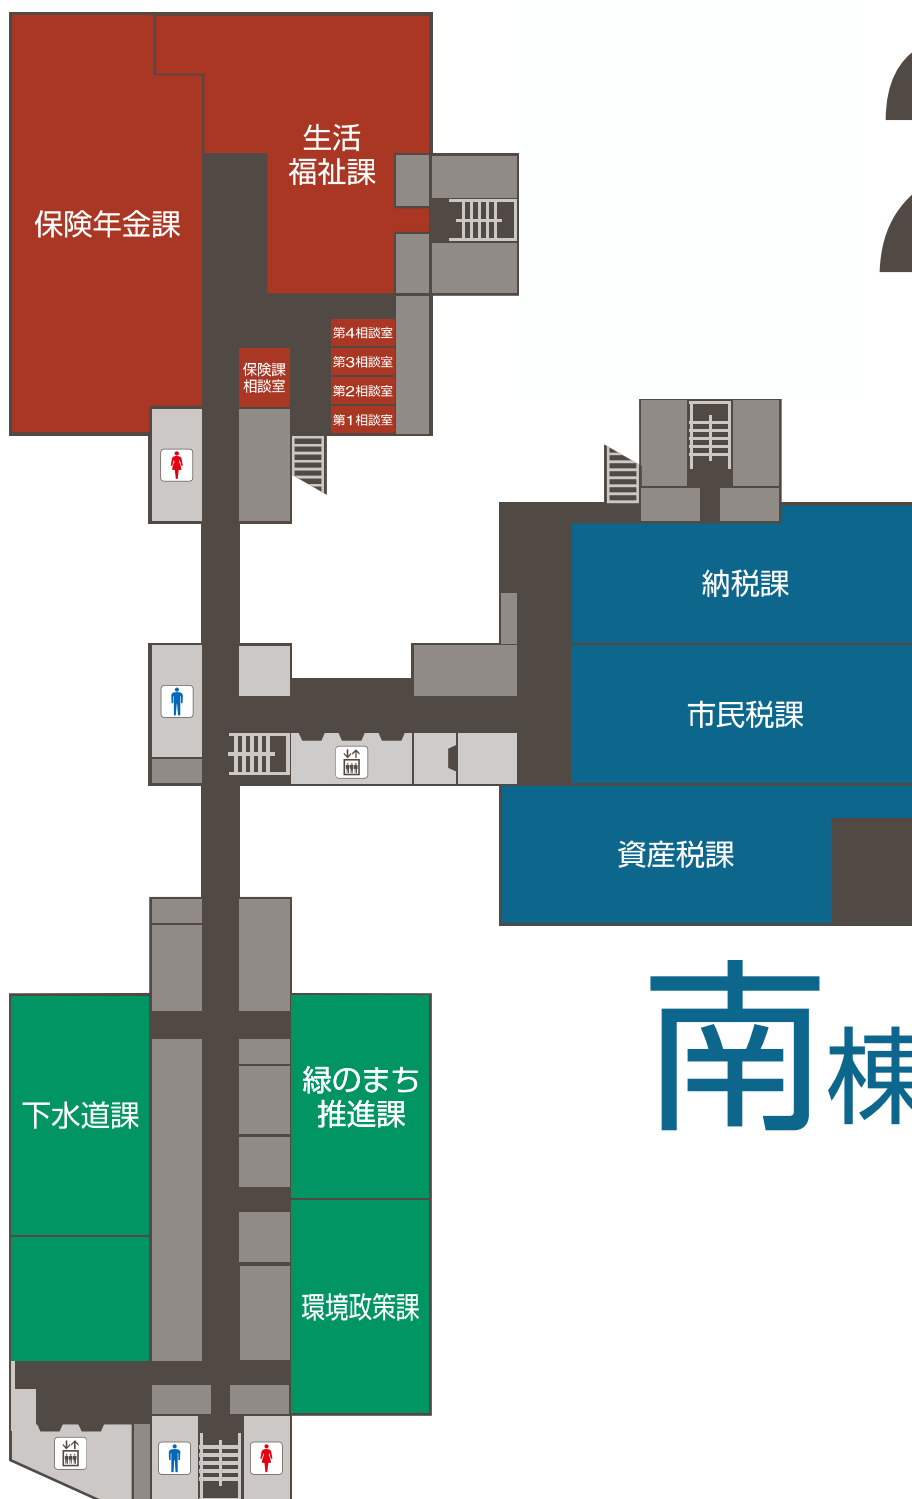 生活
福祉課
保険年金課
第4相談室
第3相談室
第2相談室
第1相談室
保険課
相談室
納税課
市民税課
資産税課
南棟
緑のまち
推進課
下水道課
環境政策課